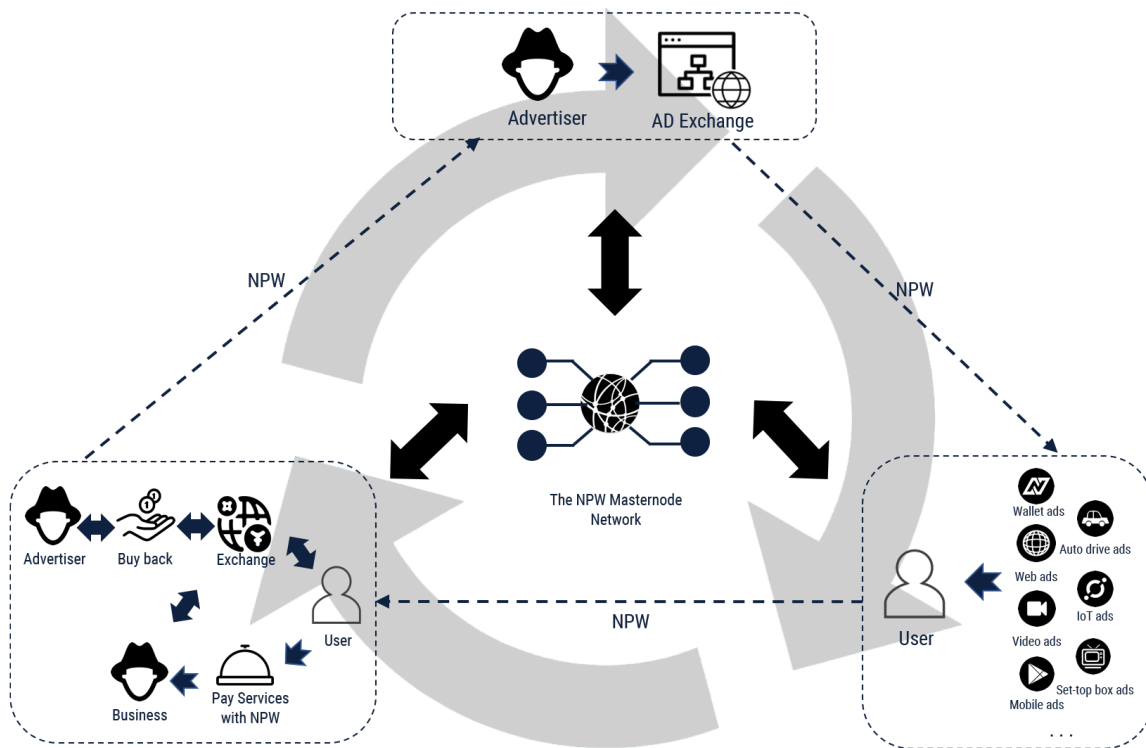 Advertiser
AD Exchange
NPW
NPW
The NPW Masternode
Network
Advertiser
Buy back
Exchange
User
Business
Pay Services
with NPW
NPW
User
Wallet ads
Auto drive ads
Web ads
IoT ads
Video ads
Set-top box ads
Mobile ads
. . .